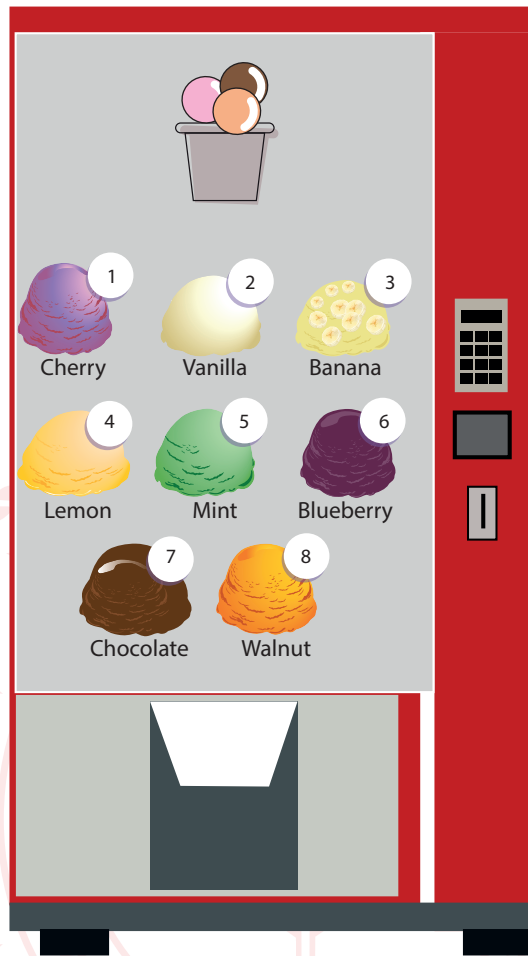 1 2 3
Cherry Vanilla Banana
4 5 6
Lemon Mint Blueberry
7 8
Chocolate Walnut